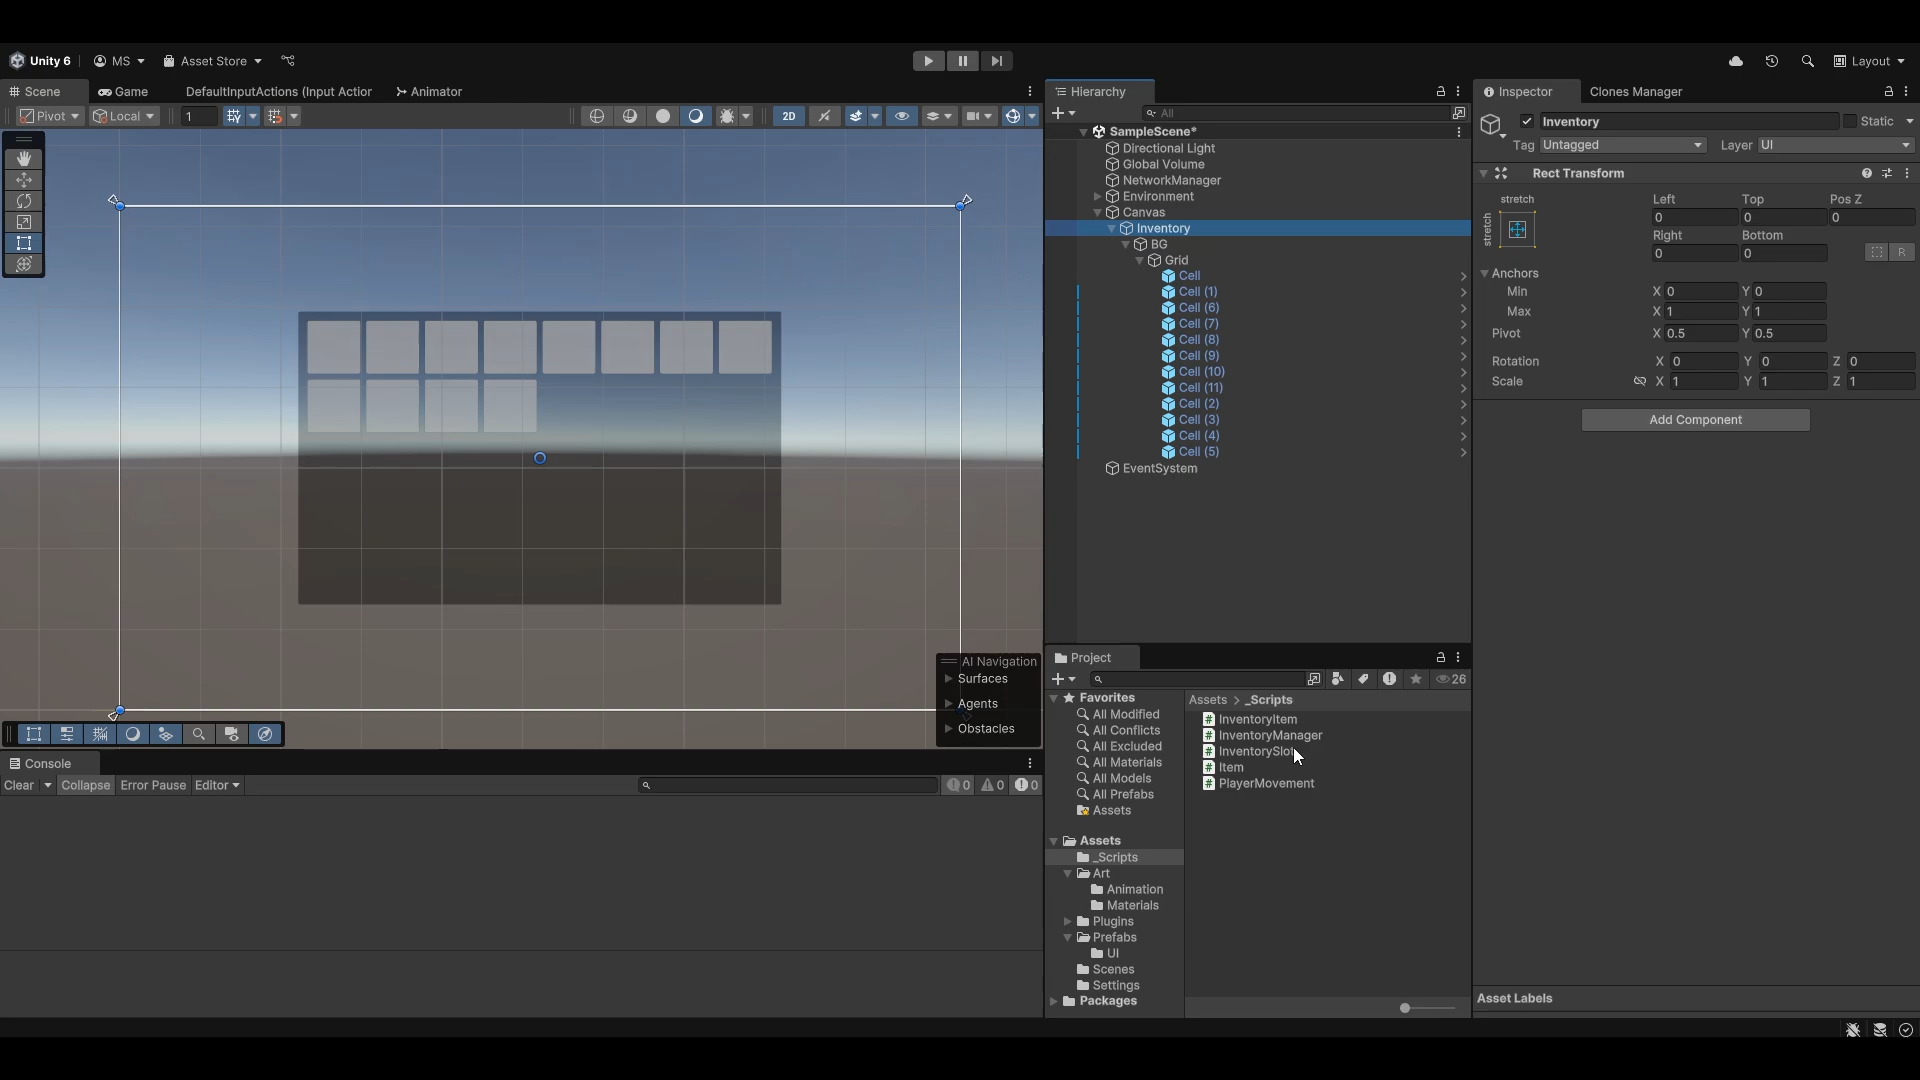 Unity 6 MS Asset Store Layout
Scene Game DefaultInputActions (Input Actior Animator
Pivot Local 1 2D
AI Navigation
Surfaces
Agents
Obstacles
Console
Clear Collapse Error Pause Editor 0 0 0
Hierarchy
All
SampleScene*
Directional Light
Global Volume
NetworkManager
Environment
Canvas
Inventory
BG
Grid
Cell
Cell (1)
Cell (6)
Cell (7)
Cell (8)
Cell (9)
Cell (10)
Cell (11)
Cell (2)
Cell (3)
Cell (4)
Cell (5)
EventSystem
Project
26
Favorites
All Modified
All Conflicts
All Excluded
All Materials
All Models
All Prefabs
Assets
Assets
_Scripts
Art
Animation
Materials
Plugins
Prefabs
UI
Scenes
Settings
Packages
Assets > _Scripts
InventoryItem
InventoryManager
InventorySlot
Item
PlayerMovement
Inspector Clones Manager
Inventory Static
Tag Untagged Layer UI
Rect Transform
stretch Left Top Pos Z
stretch 0 0 0
Right Bottom
0 0 R
Anchors
Min X 0 Y 0
Max X 1 Y 1
Pivot X 0.5 Y 0.5
Rotation X 0 Y 0 Z 0
Scale X 1 Y 1 Z 1
Add Component
Asset Labels